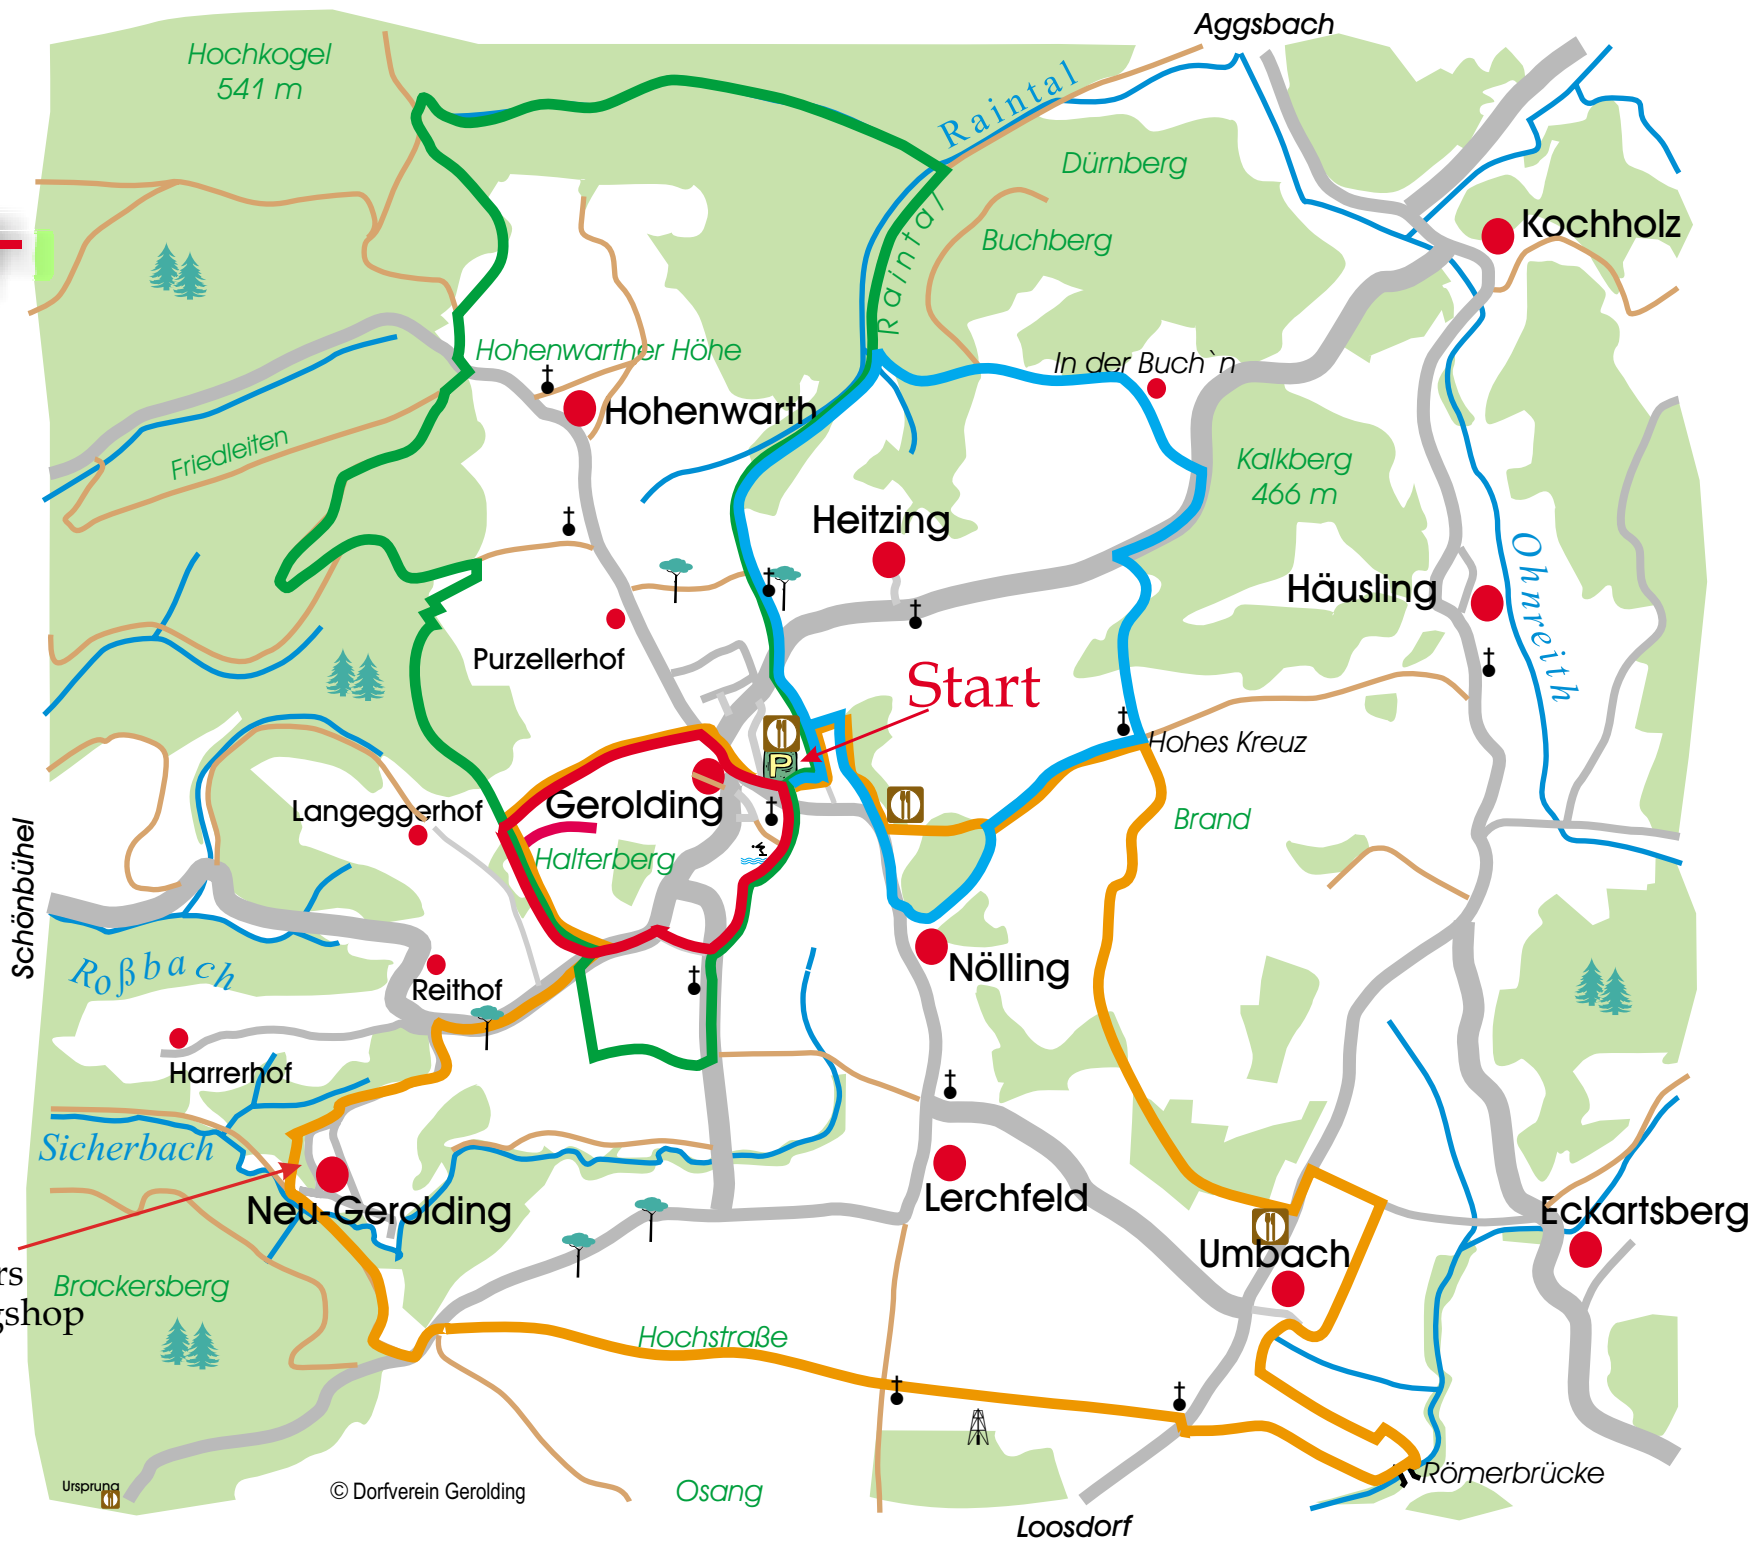 Aggsbach
Hochkogel
541 m
Raintal
Dürnberg
Raintal
Buchberg
Kochholz
Hohenwarther Höhe
In der Buch`n
Hohenwarth
Friedleiten
Kalkberg
466 m
Heitzing
Ohnreith
Häusling
Purzellerhof
Start
Hohes Kreuz
P
Langeggerhof
Gerolding
Brand
Halterberg
Schönbühel
Roßbach
Nölling
Reithof
Harrerhof
Sicherbach
Neu-Gerolding
Lerchfeld
Eckartsberg
Umbach
rs
Brackersberg
gshop
Hochstraße
Römerbrücke
Ursprung
© Dorfverein Gerolding
Osang
Loosdorf